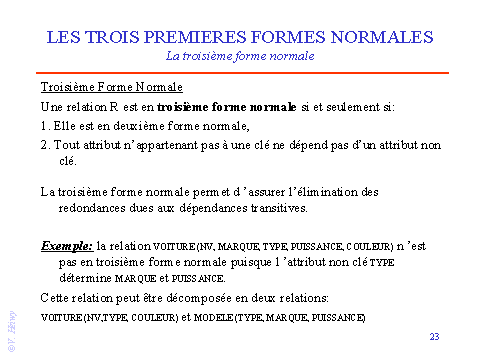 LES TROIS PREMIERES FORMES NORMALES
La troisième forme normale
Troisième Forme Normale
Une relation R est en troisième forme normale si et seulement si:
1. Elle est en deuxième forme normale,
2. Tout attribut n'appartenant pas à une clé ne dépend pas d'un attribut non
clé.
La troisième forme normale permet d 'assurer l'élimination des
redondances dues aux dépendances transitives.
Exemple: la relation VOITURE(NV, MARQUE, TYPE, PUISSANCE, COULEUR) n 'est
pas en troisième forme normale puisque l 'attribut non clé TYPE
détermine MARQUE et PUISSANCE.
Cette relation peut être décomposée en deux relations:
VOITURE(NV,TYPE, COULEUR) et MODELE(TYPE, MARQUE, PUISSANCE)
23